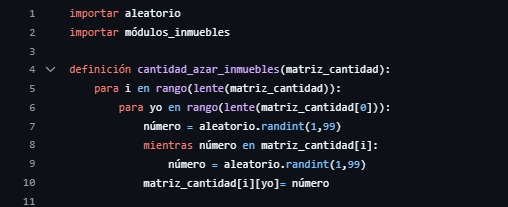 1 importar aleatorio
2 importar módulos_inmuebles
3
4 definición cantidad_azar_inmuebles(matriz_cantidad):
5 para i en rango(lente(matriz_cantidad)):
6 para yo en rango(lente(matriz_cantidad[0])):
7 número = aleatorio.randint(1,99)
8 mientras número en matriz_cantidad[i]:
9 número = aleatorio.randint(1,99)
10 matriz_cantidad[i][yo]= número
11